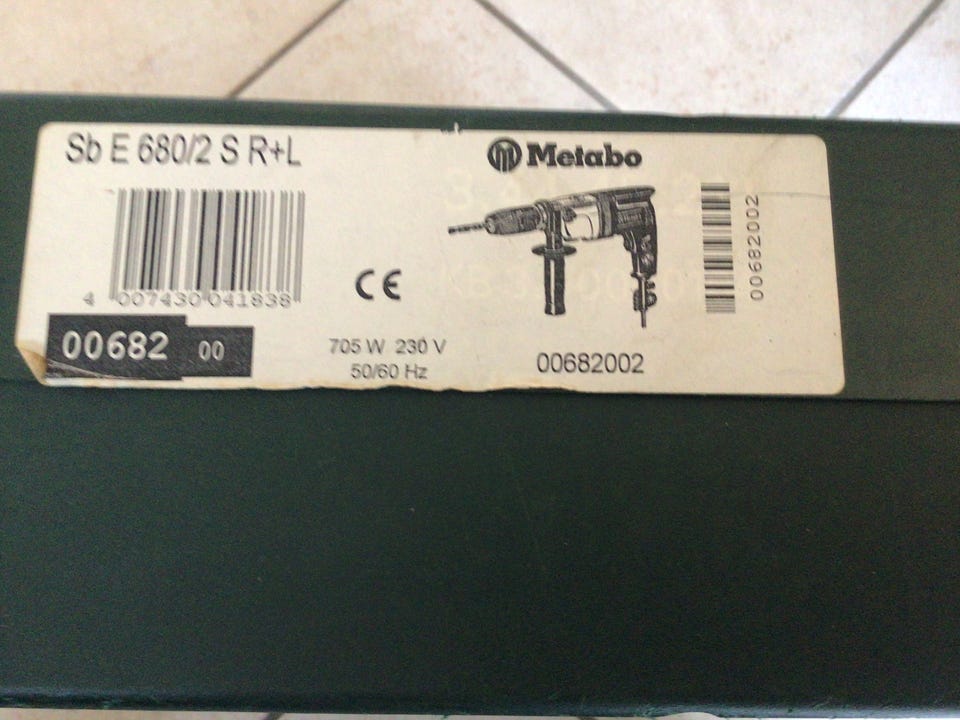 Sb E 680/2 S R+L
Metabo
4 007430 041838
CE
00682002
00682 00
705 W 230 V
50/60 Hz
00682002